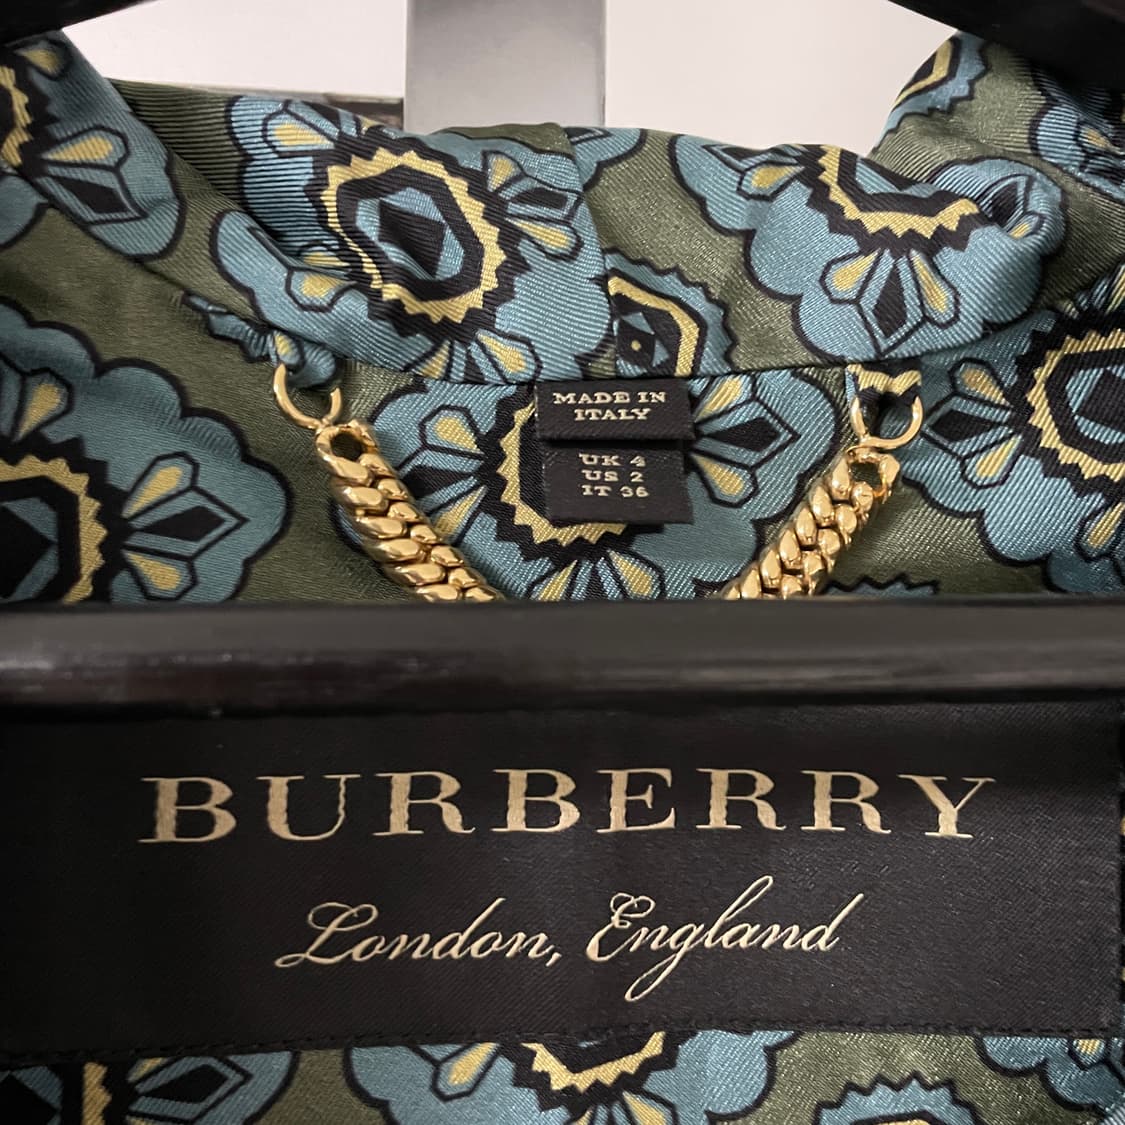 MADE IN
ITALY
UK 4
US 2
IT 36
BURBERRY
London, England